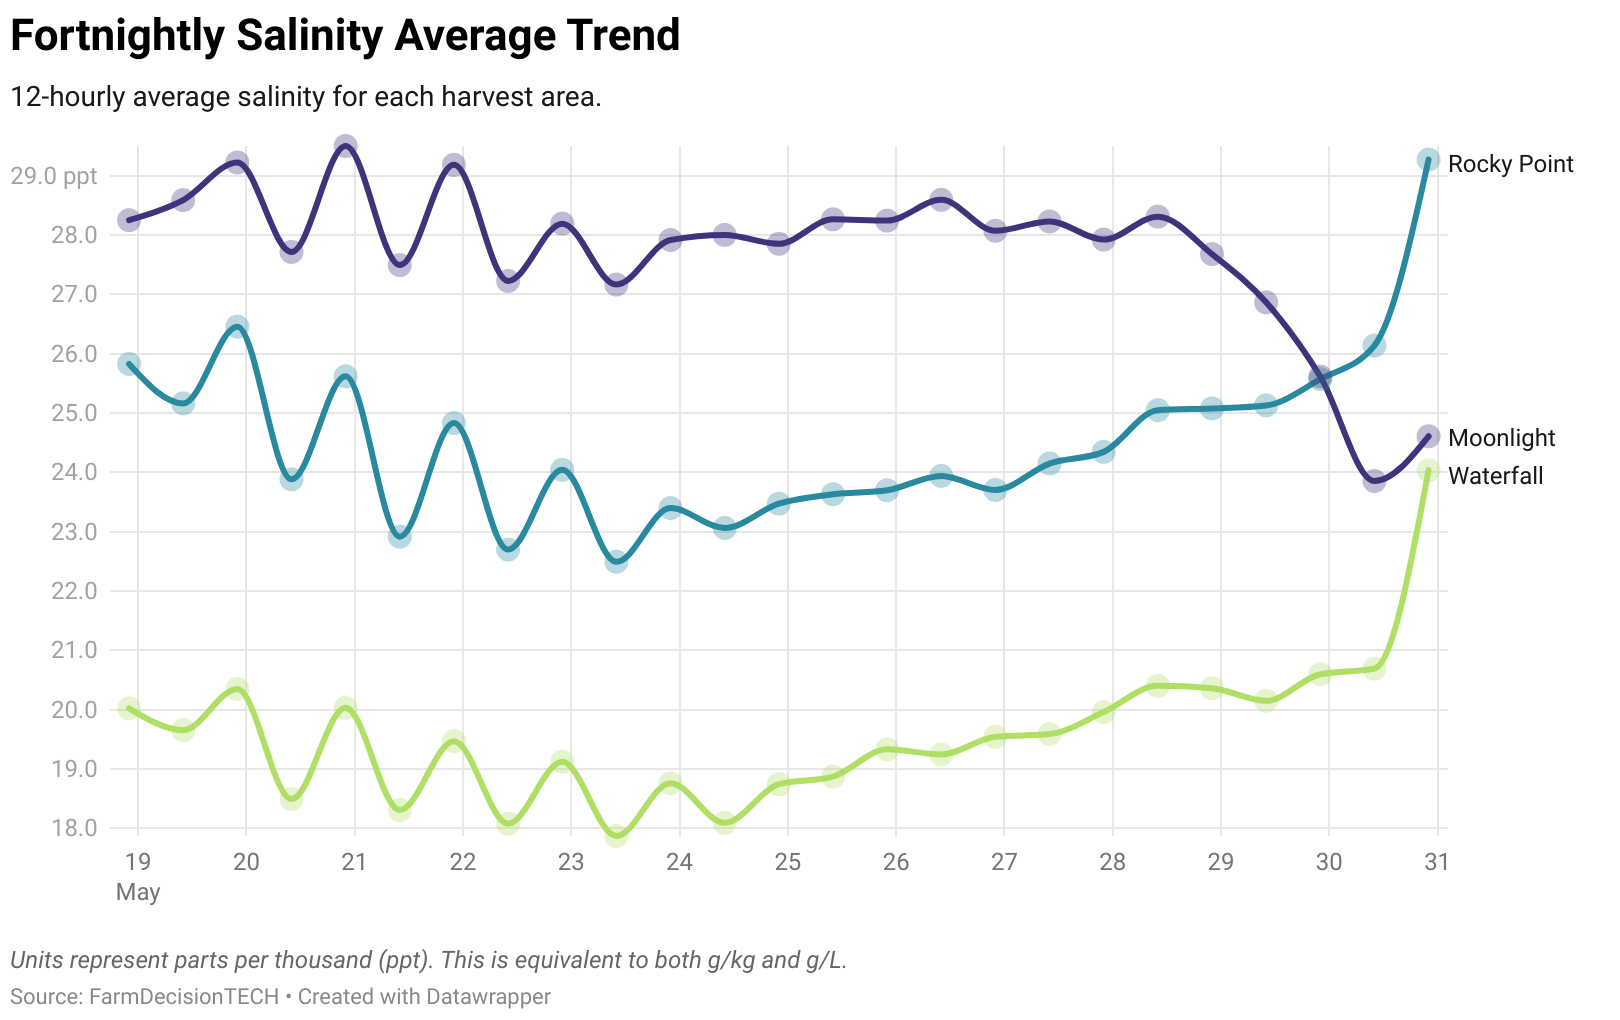 Fortnightly Salinity Average Trend
12-hourly average salinity for each harvest area.
29.0 ppt
28.0
27.0
26.0
25.0
24.0
23.0
22.0
21.0
20.0
19.0
18.0
Rocky Point
Moonlight
Waterfall
19 20 21 22 23 24 25 26 27 28 29 30 31
May
Units represent parts per thousand (ppt). This is equivalent to both g/kg and g/L.
Source: FarmDecisionTECH • Created with Datawrapper